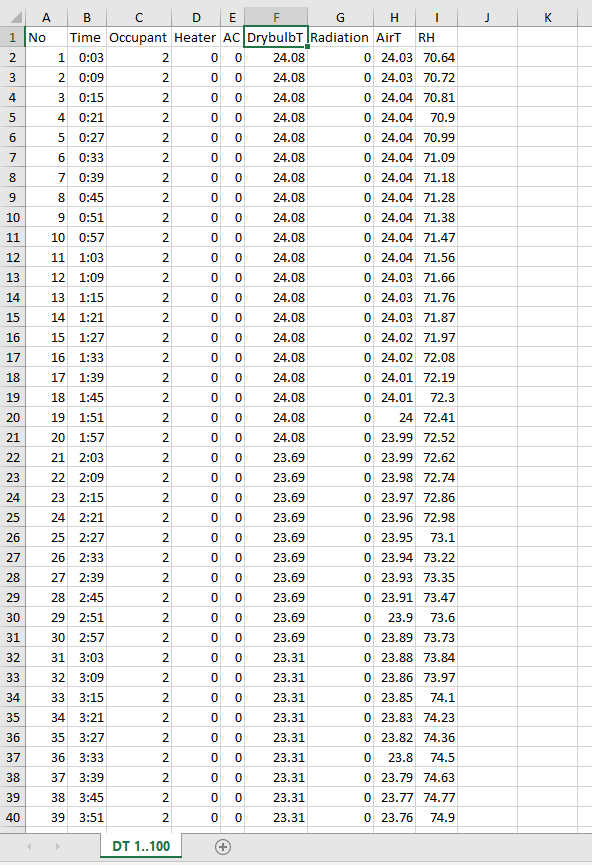 A B C D E F G H I J K
1 No Time Occupant Heater AC DrybulbT Radiation AirT RH
2 1 0:03 2 0 0 24.08 0 24.03 70.64
3 2 0:09 2 0 0 24.08 0 24.03 70.72
4 3 0:15 2 0 0 24.08 0 24.04 70.81
5 4 0:21 2 0 0 24.08 0 24.04 70.9
6 5 0:27 2 0 0 24.08 0 24.04 70.99
7 6 0:33 2 0 0 24.08 0 24.04 71.09
8 7 0:39 2 0 0 24.08 0 24.04 71.18
9 8 0:45 2 0 0 24.08 0 24.04 71.28
10 9 0:51 2 0 0 24.08 0 24.04 71.38
11 10 0:57 2 0 0 24.08 0 24.04 71.47
12 11 1:03 2 0 0 24.08 0 24.04 71.56
13 12 1:09 2 0 0 24.08 0 24.03 71.66
14 13 1:15 2 0 0 24.08 0 24.03 71.76
15 14 1:21 2 0 0 24.08 0 24.03 71.87
16 15 1:27 2 0 0 24.08 0 24.02 71.97
17 16 1:33 2 0 0 24.08 0 24.02 72.08
18 17 1:39 2 0 0 24.08 0 24.01 72.19
19 18 1:45 2 0 0 24.08 0 24.01 72.3
20 19 1:51 2 0 0 24.08 0 24 72.41
21 20 1:57 2 0 0 24.08 0 23.99 72.52
22 21 2:03 2 0 0 23.69 0 23.99 72.62
23 22 2:09 2 0 0 23.69 0 23.98 72.74
24 23 2:15 2 0 0 23.69 0 23.97 72.86
25 24 2:21 2 0 0 23.69 0 23.96 72.98
26 25 2:27 2 0 0 23.69 0 23.95 73.1
27 26 2:33 2 0 0 23.69 0 23.94 73.22
28 27 2:39 2 0 0 23.69 0 23.93 73.35
29 28 2:45 2 0 0 23.69 0 23.91 73.47
30 29 2:51 2 0 0 23.69 0 23.9 73.6
31 30 2:57 2 0 0 23.69 0 23.89 73.73
32 31 3:03 2 0 0 23.31 0 23.88 73.84
33 32 3:09 2 0 0 23.31 0 23.86 73.97
34 33 3:15 2 0 0 23.31 0 23.85 74.1
35 34 3:21 2 0 0 23.31 0 23.83 74.23
36 35 3:27 2 0 0 23.31 0 23.82 74.36
37 36 3:33 2 0 0 23.31 0 23.8 74.5
38 37 3:39 2 0 0 23.31 0 23.79 74.63
39 38 3:45 2 0 0 23.31 0 23.77 74.77
40 39 3:51 2 0 0 23.31 0 23.76 74.9
DT 1..100